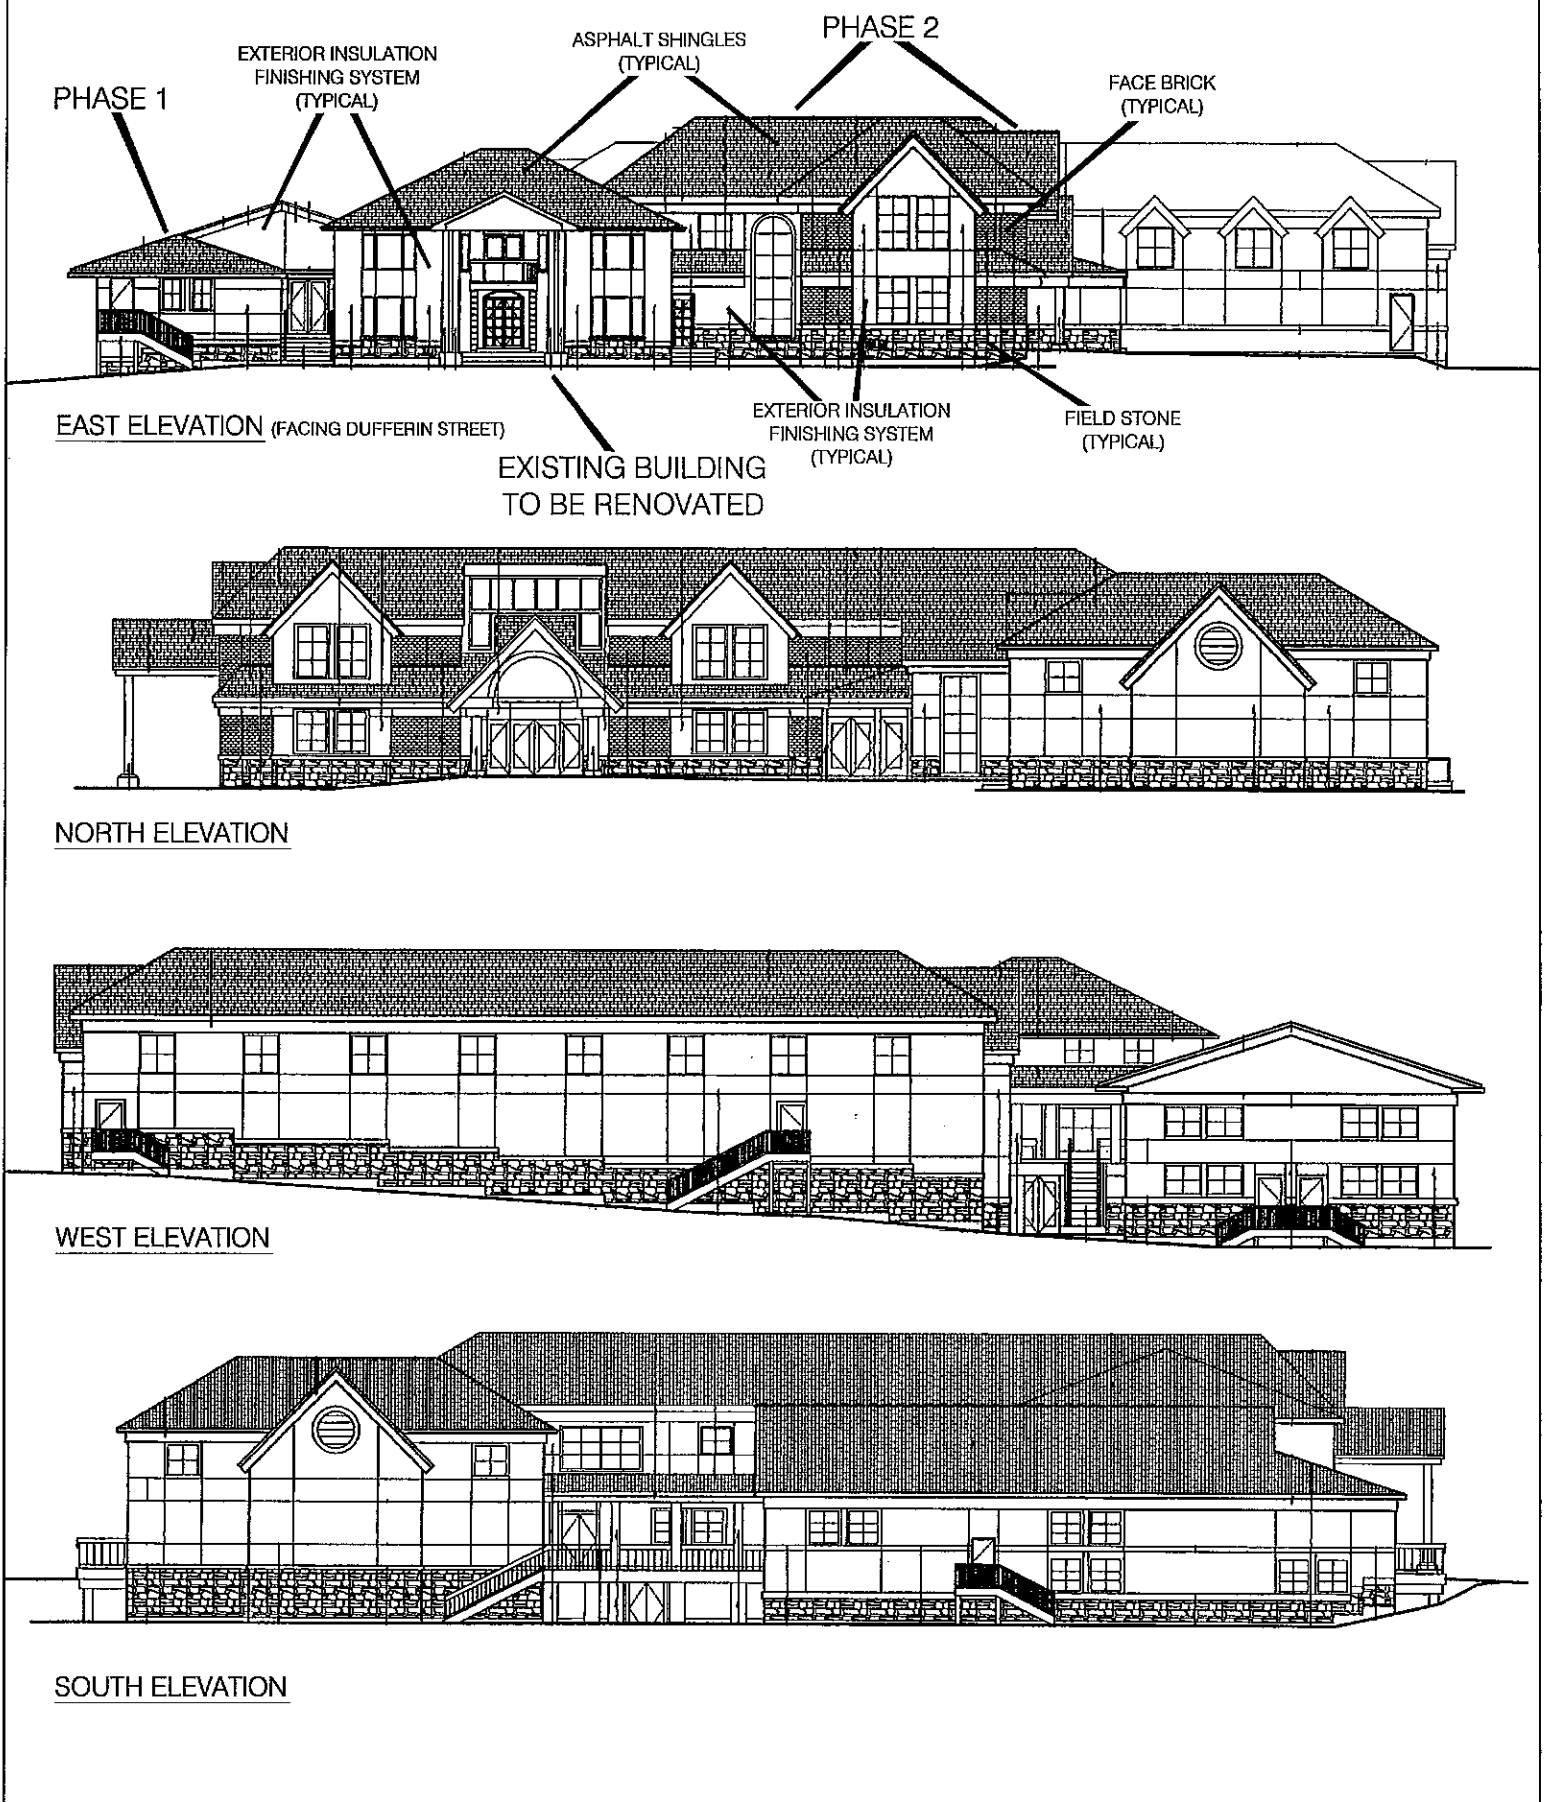 PHASE 2
ASPHALT SHINGLES
(TYPICAL)
EXTERIOR INSULATION
FINISHING SYSTEM
(TYPICAL)
PHASE 1
FACE BRICK
(TYPICAL)
EAST ELEVATION (FACING DUFFERIN STREET)
EXTERIOR INSULATION
FINISHING SYSTEM
(TYPICAL)
FIELD STONE
(TYPICAL)
EXISTING BUILDING
TO BE RENOVATED
NORTH ELEVATION
WEST ELEVATION
SOUTH ELEVATION